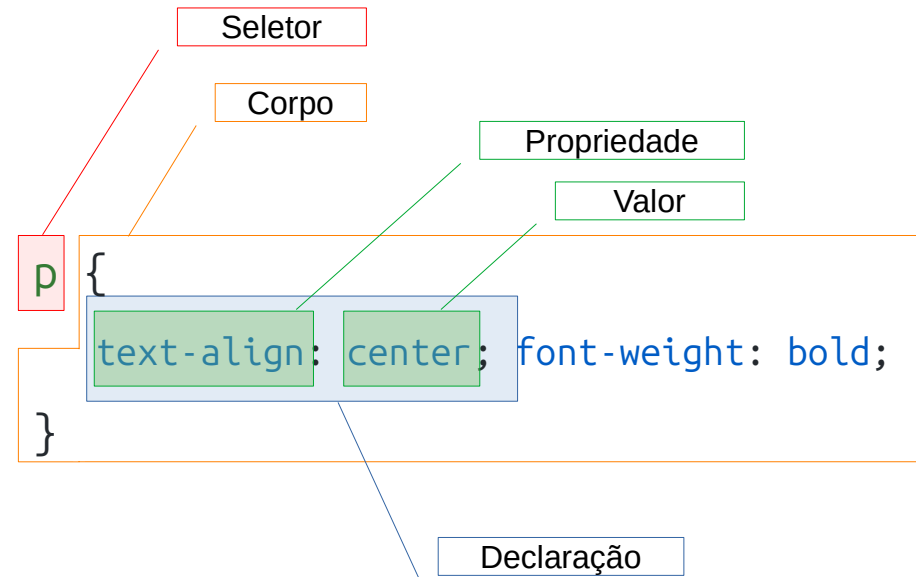 Seletor
Corpo
Propriedade
Valor
p {
text-align: center; font-weight: bold;
}
Declaração